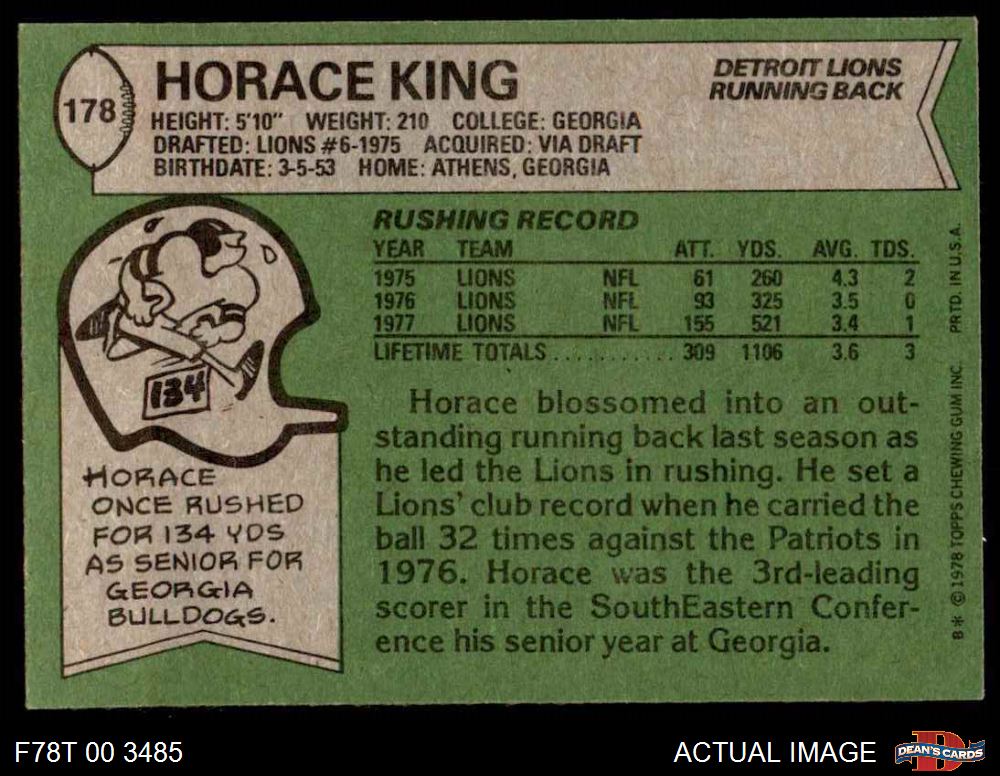 178
HORACE KING
DETROIT LIONS
RUNNING BACK
HEIGHT: 5'10" WEIGHT: 210 COLLEGE: GEORGIA
DRAFTED: LIONS #6-1975 ACQUIRED: VIA DRAFT
BIRTHDATE: 3-5-53 HOME: ATHENS, GEORGIA
134
HORACE
ONCE RUSHED
FOR 134 YDS
AS SENIOR FOR
GEORGIA
BULLDOGS.
RUSHING RECORD
YEAR TEAM ATT. YDS. AVG. TDS.
1975 LIONS NFL 61 260 4.3 2
1976 LIONS NFL 93 325 3.5 0
1977 LIONS NFL 155 521 3.4 1
LIFETIME TOTALS........... 309 1106 3.6 3
Horace blossomed into an out-
standing running back last season as
he led the Lions in rushing. He set a
Lions' club record when he carried the
ball 32 times against the Patriots in
1976. Horace was the 3rd-leading
scorer in the SouthEastern Confer-
ence his senior year at Georgia.
B* © 1978 TOPPS CHEWING GUM INC. PRTD. IN U.S.A.
F78T 00 3485
ACTUAL IMAGE
DEAN'S CARDS